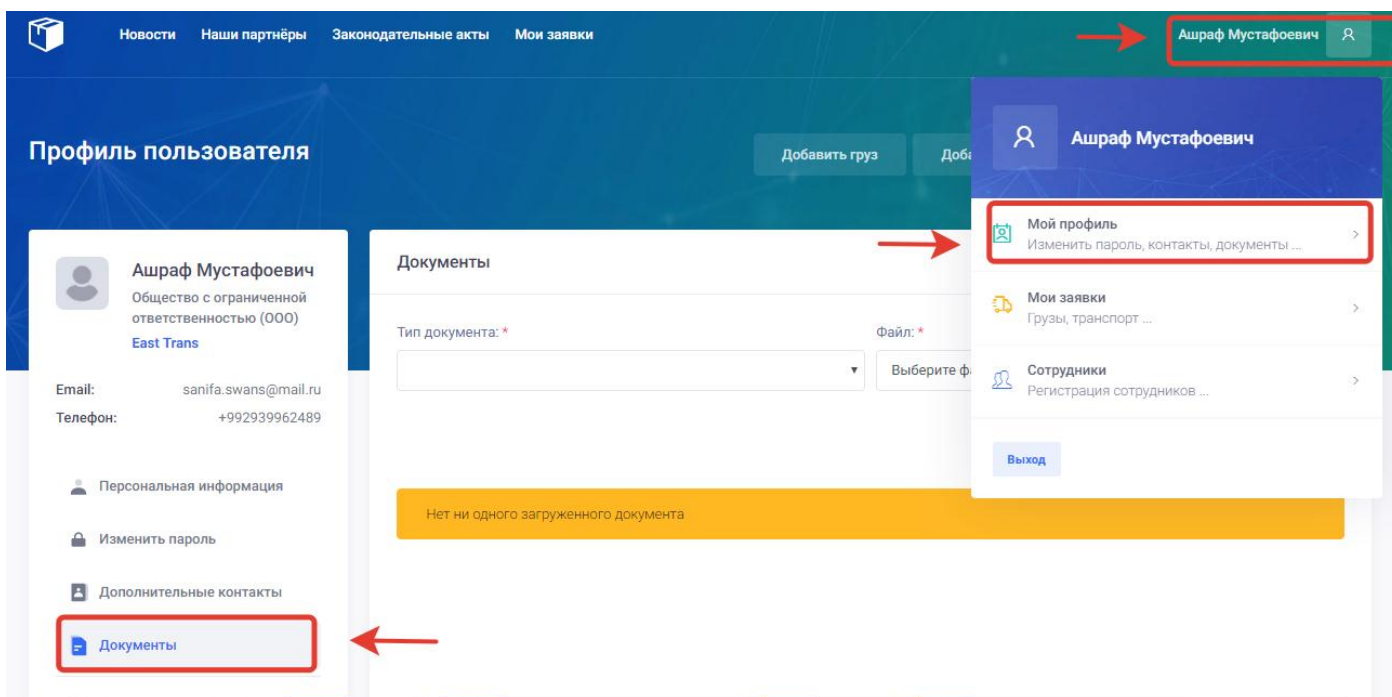 Новости Наши партнёры Законодательные акты Мои заявки Ашраф Мустафоевич
Профиль пользователя
Добавить груз
Ашраф Мустафоевич
Мой профиль
Изменить пароль, контакты, документы ...
Мои заявки
Грузы, транспорт ...
Сотрудники
Регистрация сотрудников ...
Выход
Ашраф Мустафоевич
Общество с ограниченной
ответственностью (ООО)
East Trans
Email: sanifa.swans@mail.ru
Телефон: +992939962489
Персональная информация
Изменить пароль
Дополнительные контакты
Документы
Документы
Тип документа: * Файл: *
Выберите
Нет ни одного загруженного документа